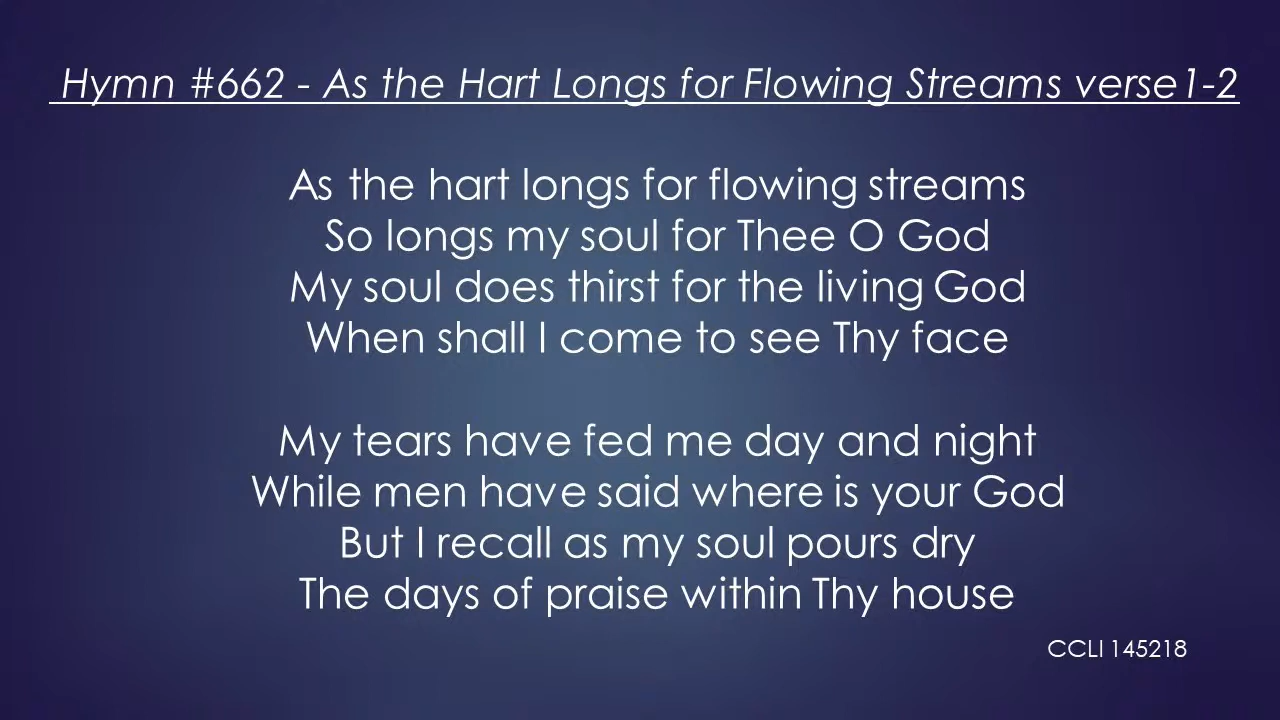 Hymn #662 - As the Hart Longs for Flowing Streams verse1-2
As the hart longs for flowing streams
So longs my soul for Thee O God
My soul does thirst for the living God
When shall I come to see Thy face
My tears have fed me day and night
While men have said where is your God
But I recall as my soul pours dry
The days of praise within Thy house
CCLI 145218